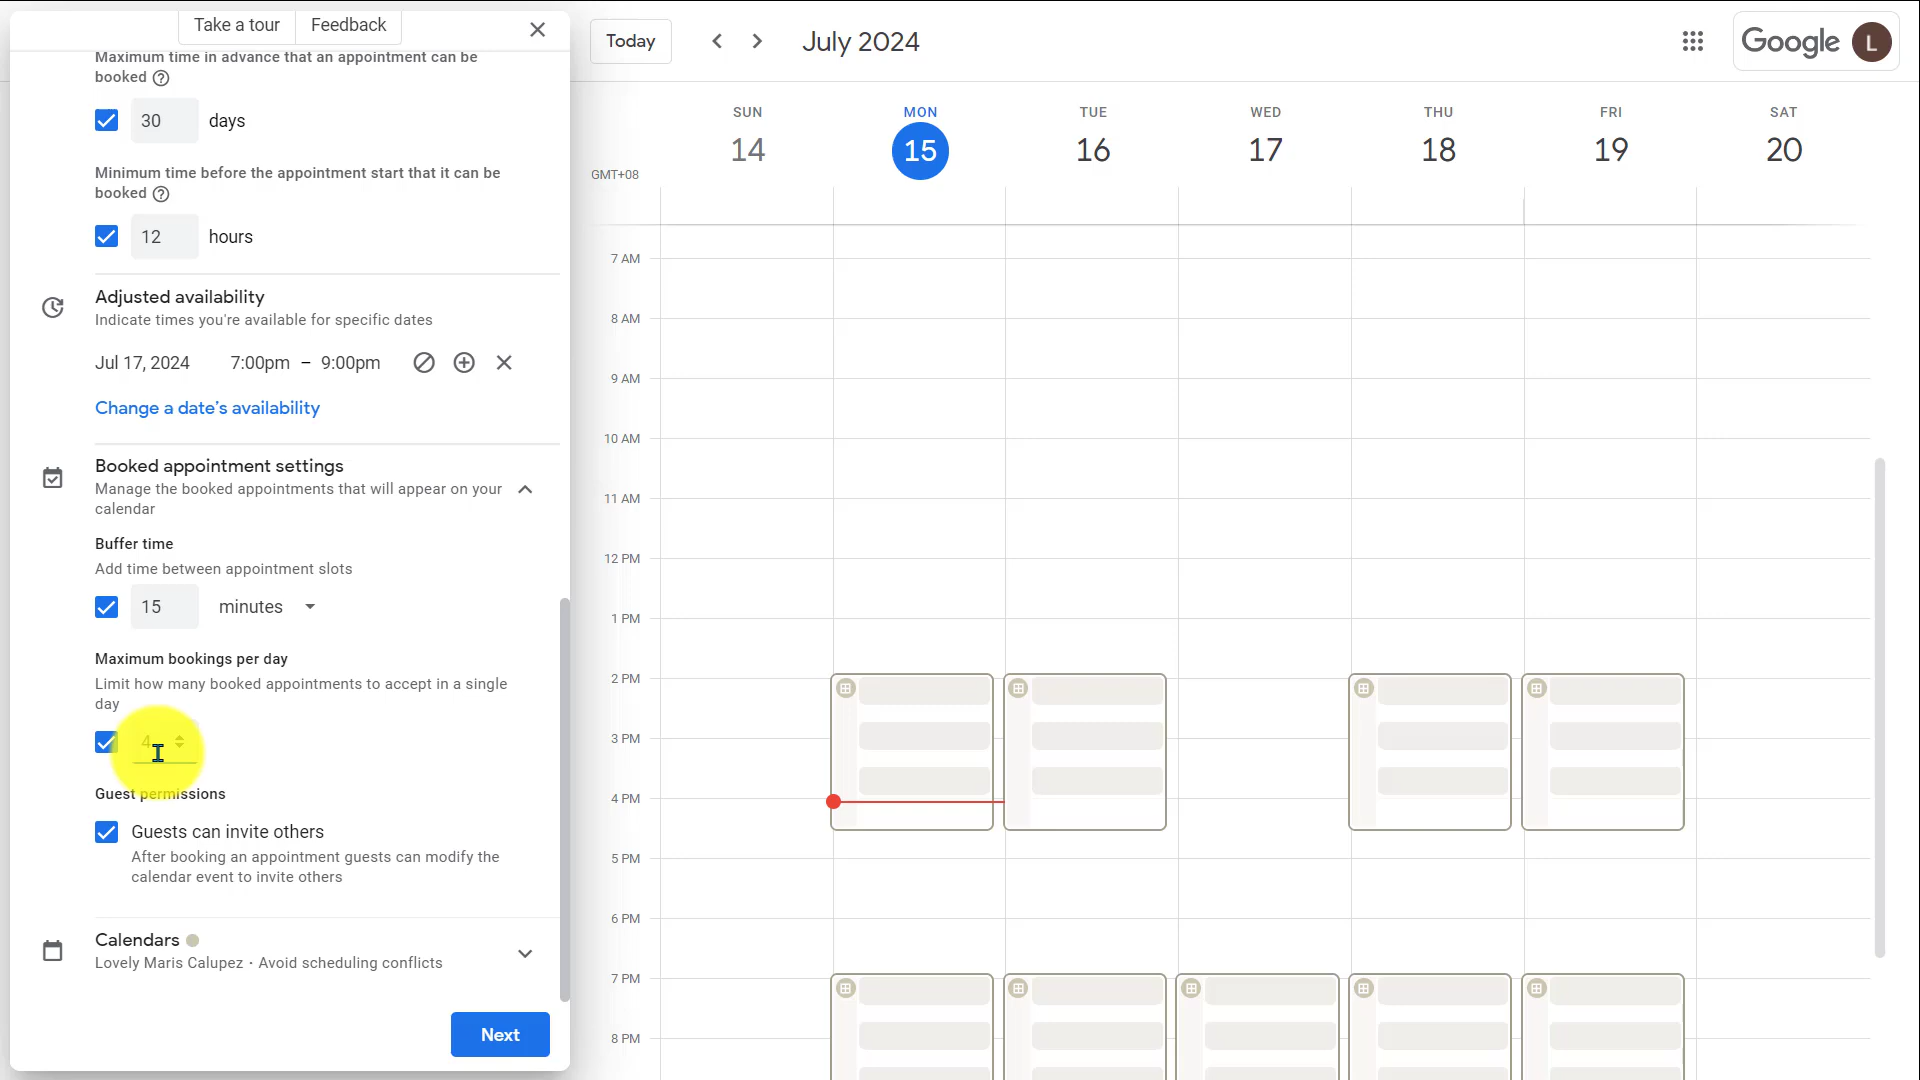 Take a tour
Feedback
Maximum time in advance that an appointment can be
booked
30 days
Minimum time before the appointment start that it can be
booked
12 hours
Adjusted availability
Indicate times you're available for specific dates
Jul 17, 2024 7:00pm – 9:00pm
Change a date's availability
Booked appointment settings
Manage the booked appointments that will appear on your
calendar
Buffer time
Add time between appointment slots
15 minutes
Maximum bookings per day
Limit how many booked appointments to accept in a single
day
4
Guest permissions
Guests can invite others
After booking an appointment guests can modify the
calendar event to invite others
Calendars
Lovely Maris Calupez · Avoid scheduling conflicts
Next
Today
July 2024
Google
L
SUN MON TUE WED THU FRI SAT
14 15 16 17 18 19 20
GMT+08
7 AM
8 AM
9 AM
10 AM
11 AM
12 PM
1 PM
2 PM
3 PM
4 PM
5 PM
6 PM
7 PM
8 PM